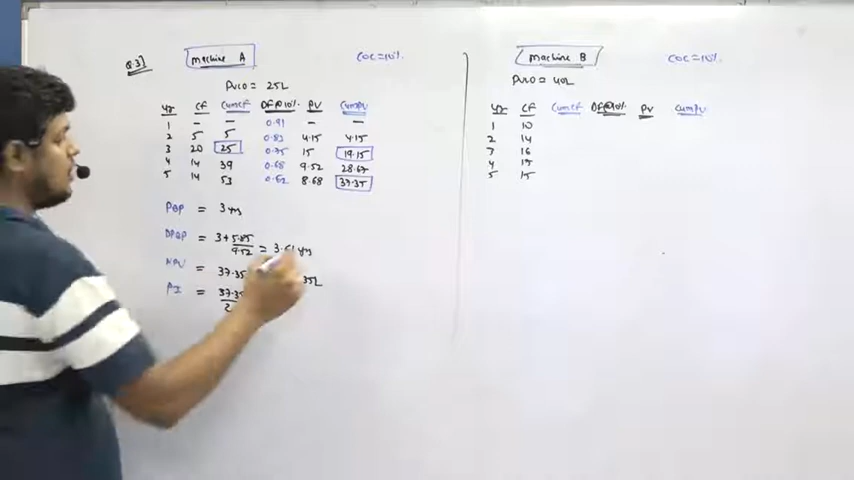 Q.3]
Machine A
COC = 10%
PVCO = 25L
Yr CF CumCF DF@10% PV CumPV
1 - - 0.91 - -
2 5 5 0.83 4.15 4.15
3 20 25 0.75 15 19.15
4 14 39 0.68 9.52 28.67
5 14 53 0.62 8.68 37.35
PBP = 3 yrs
DPBP = 3 + 5.85/9.52 = 3.61 yrs
NPV = 37.35
PI = 37.35
Machine B
COC = 10%
PVCO = 40L
Yr CF CumCF DF@10% PV CumPV
1 10
2 14
3 16
4 15
5 15